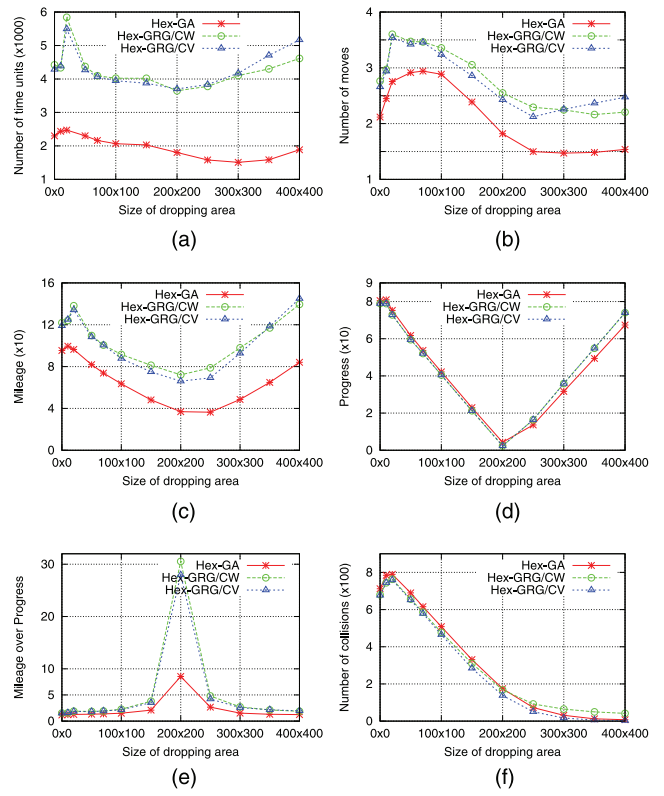 Hex-GA
Hex-GRG/CW
Hex-GRG/CV
Number of time units (x1000)
6
5
4
3
2
1
0x0
100x100
200x200
300x300
400x400
Size of dropping area
(a)
Hex-GA
Hex-GRG/CW
Hex-GRG/CV
Number of moves
4
3
2
1
0x0
100x100
200x200
300x300
400x400
Size of dropping area
(b)
Hex-GA
Hex-GRG/CW
Hex-GRG/CV
Mileage (x10)
16
12
8
4
0
0x0
100x100
200x200
300x300
400x400
Size of dropping area
(c)
Hex-GA
Hex-GRG/CW
Hex-GRG/CV
Progress (x10)
9
8
6
4
2
0
0x0
100x100
200x200
300x300
400x400
Size of dropping area
(d)
Hex-GA
Hex-GRG/CW
Hex-GRG/CV
Mileage over Progress
30
20
10
5
0
0x0
100x100
200x200
300x300
400x400
Size of dropping area
(e)
Hex-GA
Hex-GRG/CW
Hex-GRG/CV
Number of collisions (x100)
8
6
4
2
0
0x0
100x100
200x200
300x300
400x400
Size of dropping area
(f)